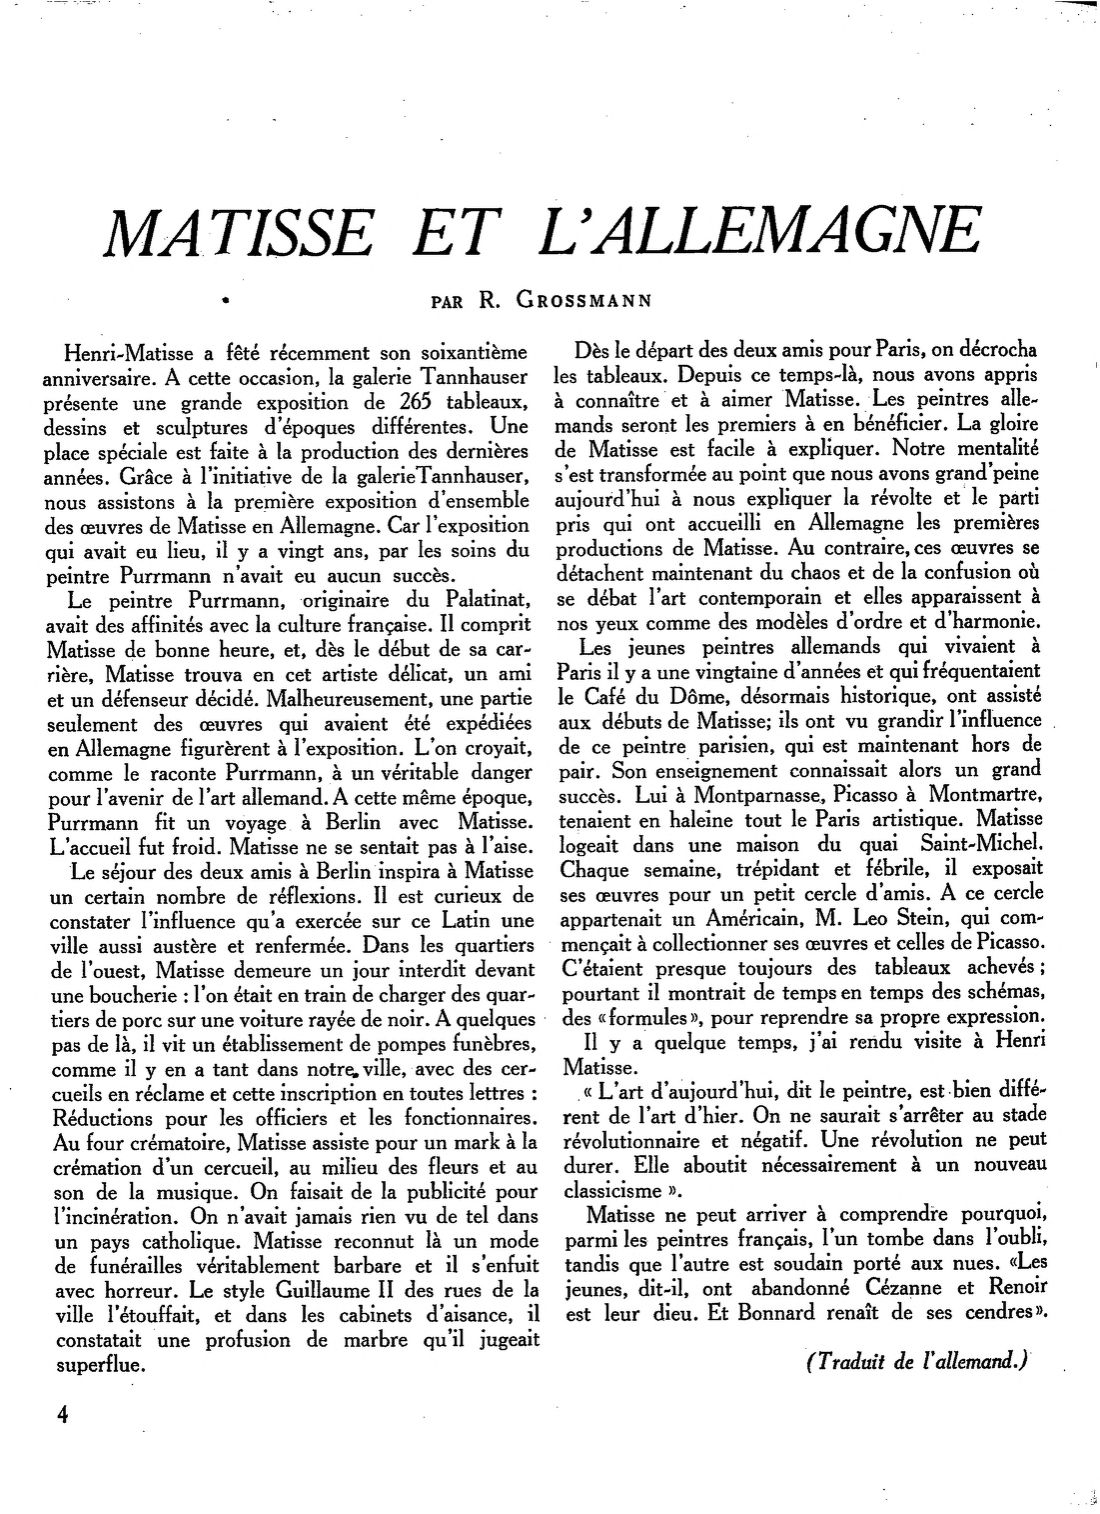 MATISSE ET L'ALLEMAGNE
PAR R. GROSSMANN
Henri-Matisse a fêté récemment son soixantième
anniversaire. A cette occasion, la galerie Tannhauser
présente une grande exposition de 265 tableaux,
dessins et sculptures d'époques différentes. Une
place spéciale est faite à la production des dernières
années. Grâce à l'initiative de la galerie Tannhauser,
nous assistons à la première exposition d'ensemble
des œuvres de Matisse en Allemagne. Car l'exposition
qui avait eu lieu, il y a vingt ans, par les soins du
peintre Purrmann n'avait eu aucun succès.
Le peintre Purrmann, originaire du Palatinat,
avait des affinités avec la culture française. Il comprit
Matisse de bonne heure, et, dès le début de sa car-
rière, Matisse trouva en cet artiste délicat, un ami
et un défenseur décidé. Malheureusement, une partie
seulement des œuvres qui avaient été expédiées
en Allemagne figurèrent à l'exposition. L'on croyait,
comme le raconte Purrmann, à un véritable danger
pour l'avenir de l'art allemand. A cette même époque,
Purrmann fit un voyage à Berlin avec Matisse.
L'accueil fut froid. Matisse ne se sentait pas à l'aise.
Le séjour des deux amis à Berlin inspira à Matisse
un certain nombre de réflexions. Il est curieux de
constater l'influence qu'a exercée sur ce Latin une
ville aussi austère et renfermée. Dans les quartiers
de l'ouest, Matisse demeure un jour interdit devant
une boucherie : l'on était en train de charger des quar-
tiers de porc sur une voiture rayée de noir. A quelques
pas de là, il vit un établissement de pompes funèbres,
comme il y en a tant dans notre ville, avec des cer-
cueils en réclame et cette inscription en toutes lettres :
Réductions pour les officiers et les fonctionnaires.
Au four crématoire, Matisse assiste pour un mark à la
crémation d'un cercueil, au milieu des fleurs et au
son de la musique. On faisait de la publicité pour
l'incinération. On n'avait jamais rien vu de tel dans
un pays catholique. Matisse reconnut là un mode
de funérailles véritablement barbare et il s'enfuit
avec horreur. Le style Guillaume II des rues de la
ville l'étouffait, et dans les cabinets d'aisance, il
constatait une profusion de marbre qu'il jugeait
superflue.
Dès le départ des deux amis pour Paris, on décrocha
les tableaux. Depuis ce temps-là, nous avons appris
à connaître et à aimer Matisse. Les peintres alle-
mands seront les premiers à en bénéficier. La gloire
de Matisse est facile à expliquer. Notre mentalité
s'est transformée au point que nous avons grand'peine
aujourd'hui à nous expliquer la révolte et le parti
pris qui ont accueilli en Allemagne les premières
productions de Matisse. Au contraire, ces œuvres se
détachent maintenant du chaos et de la confusion où
se débat l'art contemporain et elles apparaissent à
nos yeux comme des modèles d'ordre et d'harmonie.
Les jeunes peintres allemands qui vivaient à
Paris il y a une vingtaine d'années et qui fréquentaient
le Café du Dôme, désormais historique, ont assisté
aux débuts de Matisse; ils ont vu grandir l'influence
de ce peintre parisien, qui est maintenant hors de
pair. Son enseignement connaissait alors un grand
succès. Lui à Montparnasse, Picasso à Montmartre,
tenaient en haleine tout le Paris artistique. Matisse
logeait dans une maison du quai Saint-Michel.
Chaque semaine, trépidant et fébrile, il exposait
ses œuvres pour un petit cercle d'amis. A ce cercle
appartenait un Américain, M. Leo Stein, qui com-
mençait à collectionner ses œuvres et celles de Picasso.
C'étaient presque toujours des tableaux achevés ;
pourtant il montrait de temps en temps des schémas,
des «formules», pour reprendre sa propre expression.
Il y a quelque temps, j'ai rendu visite à Henri
Matisse.
« L'art d'aujourd'hui, dit le peintre, est bien diffé-
rent de l'art d'hier. On ne saurait s'arrêter au stade
révolutionnaire et négatif. Une révolution ne peut
durer. Elle aboutit nécessairement à un nouveau
classicisme ».
Matisse ne peut arriver à comprendre pourquoi,
parmi les peintres français, l'un tombe dans l'oubli,
tandis que l'autre est soudain porté aux nues. «Les
jeunes, dit-il, ont abandonné Cézanne et Renoir
est leur dieu. Et Bonnard renaît de ses cendres».
(Traduit de l'allemand.)
4